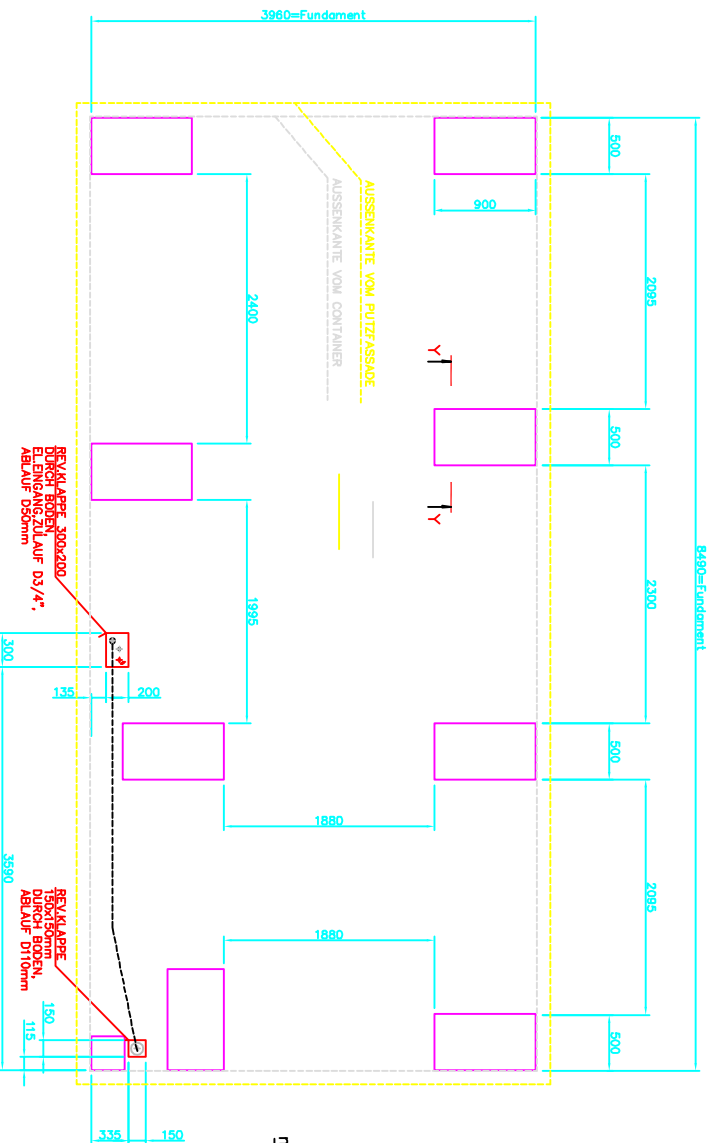 3960=Fundament
500
900
2095
8490=Fundament
AUSSENKANTE VOM PUTZFASSADE
AUSSENKANTE VOM CONTAINER
2400
Y
500
Y
2300
REV.KLAPPE 300x200
DURCH BODEN,
EL.EINGANG,ZULAUF D3/4",
ABLAUF D50mm
1995
300
135
200
500
1880
2085
3590
1880
REV.KLAPPE
150x150mm
DURCH BODEN,
ABLAUF D110mm
150
115
500
335
150